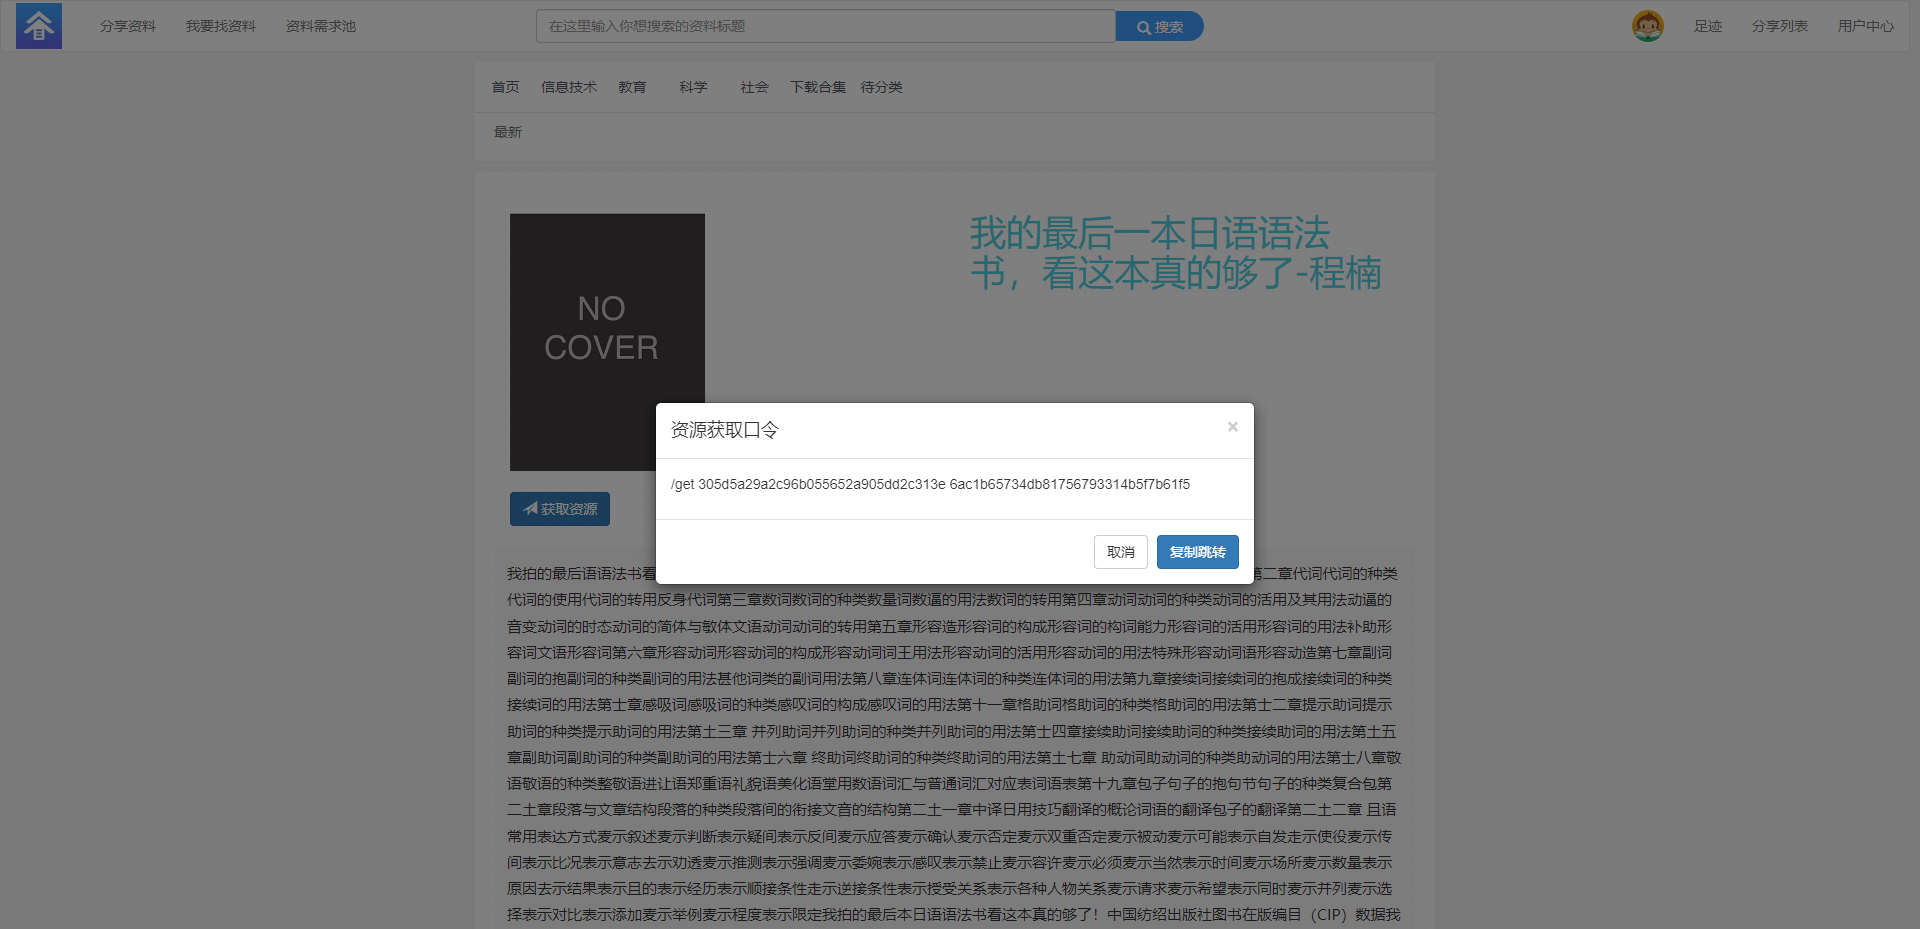 分享资料 我要找资料 资料需求池 在这里输入你想搜索的资料标题 搜索 足迹 分享列表 用户中心
首页 信息技术 教育 科学 社会 下载合集 待分类
最新
我的最后一本日语语法
书，看这本真的够了-程楠
NO
COVER
资源获取口令 ×
/get 305d5a29a2c96b055652a905dd2c313e 6ac1b65734db81756793314b5f7b61f5
取消 复制跳转
获取资源
我拍的最后语语法书看 第二章代词代词的种类
代词的使用代词的转用反身代词第三章数词数词的种类数量词数逼的用法数词的转用第四章动词动词的种类动词的活用及其用法动逼的
音变动词的时态动词的简体与敏体文语动词动词的转用第五章形容造形容词的构成形容词的构词能力形容词的活用形容词的用法补助形
容词文语形容词第六章形容动词形容动词的构成形容动词词王用法形容动词的活用形容动词的用法特殊形容动词语形容动造第七章副词
副词的抱副词的种类副词的用法甚他词类的副词用法第八章连体词连体词的种类连体词的用法第九章接续词接续词的抱成接续词的种类
接续词的用法第士章感吸词感吸词的种类感叹词的构成感叹词的用法第十一章格助词格助词的种类格助词的用法第士二章提示助词提示
助词的种类提示助词的用法第土三章 并列助词并列助词的种类并列助词的用法第士四章接续助词接续助词的种类接续助词的用法第土五
章副助词副助词的种类副助词的用法第士六章 终助词终助词的种类终助词的用法第土七章 助动词助动词的种类助动词的用法第士八章敬
语敬语的种类整敬语进让语郑重语礼貌语美化语堂用数语词汇与普通词汇对应表词语表第十九章包子句子的抱句节句子的种类复合包第
二土章段落与文章结构段落的种类段落间的衔接文音的结构第二土一章中译日用技巧翻译的概论词语的翻译包子的翻译第二土二章 且语
常用表达方式麦示叙述麦示判断表示疑间表示反间麦示应答麦示确认麦示否定麦示双重否定麦示被动麦示可能表示自发走示使役麦示传
间表示比况表示意志去示劝透麦示推测表示强调麦示委婉表示感叹表示禁止麦示容许麦示必须麦示当然表示时间麦示场所麦示数量表示
原因去示结果表示且的表示经历表示顺接条性走示逆接条性表示授受关系表示各种人物关系麦示请求麦示希望表示同时麦示并列麦示选
择表示对比表示添加麦示举例麦示程度表示限定我拍的最后本日语语法书看这本真的够了！中国纺绍出版社图书在版编目（CIP）数据我